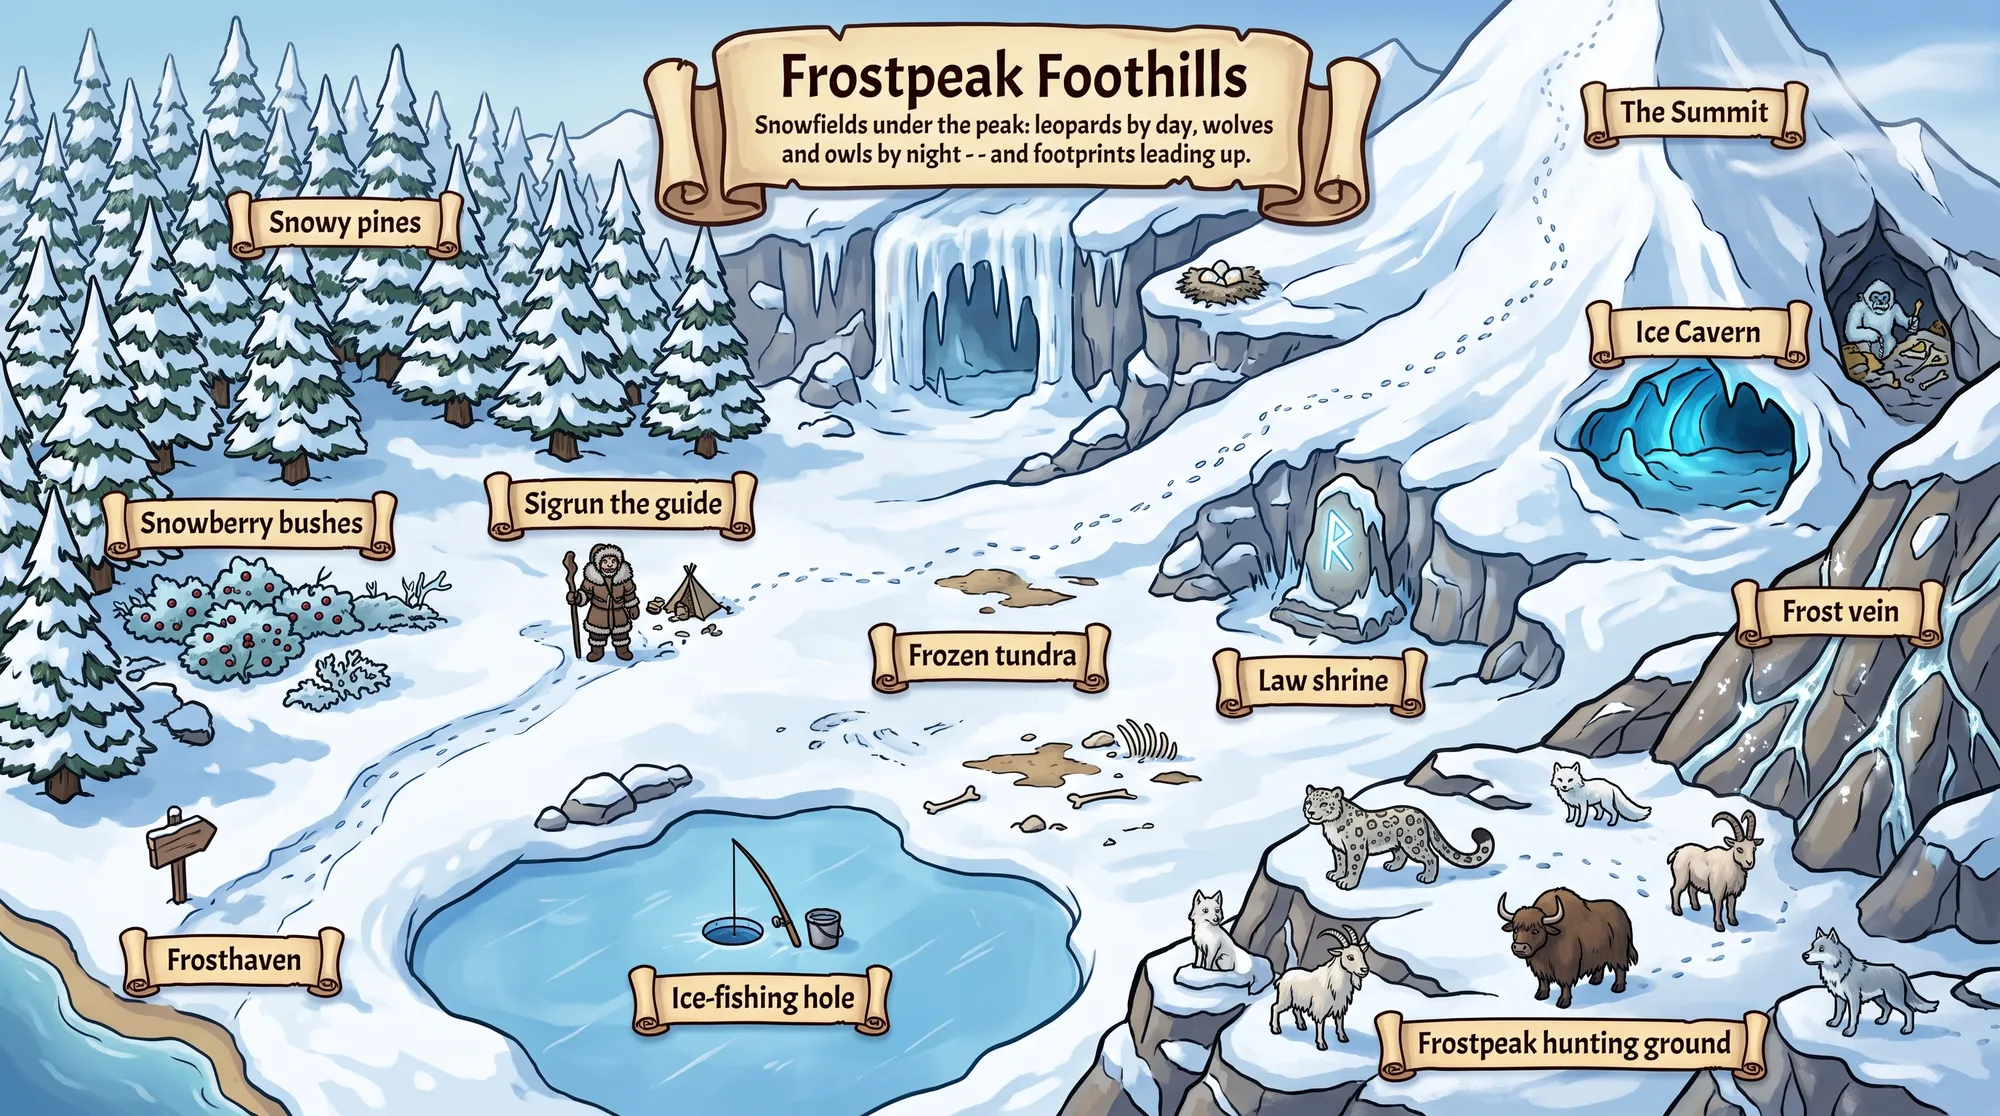 Frostpeak Foothills
Snowfields under the peak: leopards by day, wolves
and owls by night - - and footprints leading up.
The Summit
Snowy pines
Ice Cavern
Snowberry bushes
Sigrun the guide
ᚱ
Frost vein
Frozen tundra
Law shrine
Frosthaven
Ice-fishing hole
Frostpeak hunting ground